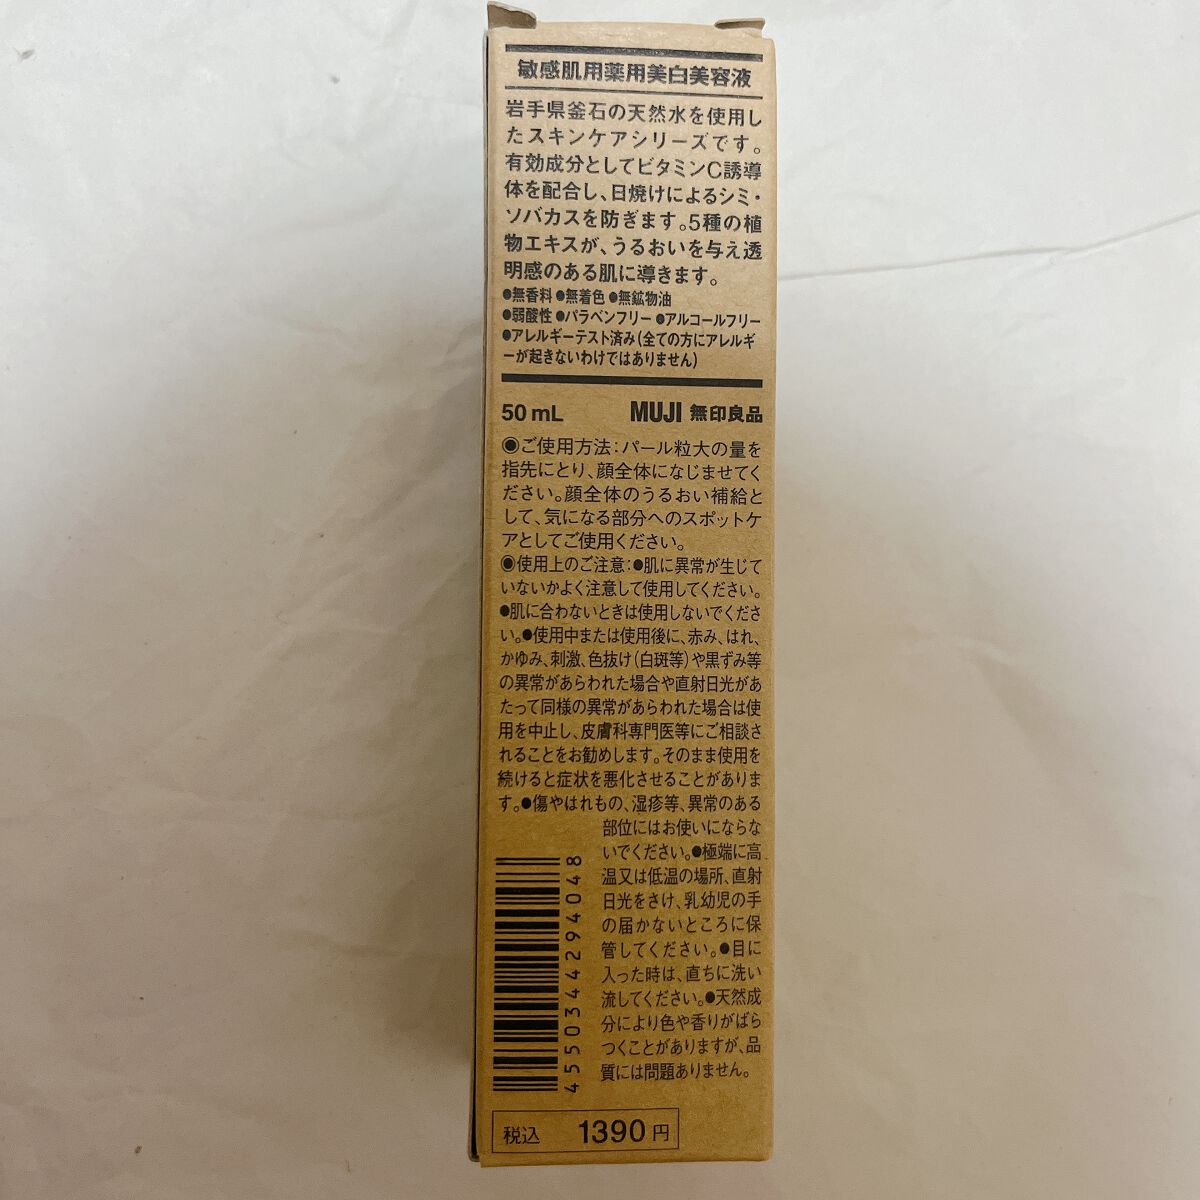 敏感肌用薬用美白美容液
岩手県釜石の天然水を使用し
たスキンケアシリーズです。
有効成分としてビタミンC誘導
体を配合し、日焼けによるシミ・
ソバカスを防ぎます。5種の植
物エキスが、うるおいを与え透
明感のある肌に導きます。
●無香料 ●無着色 ●無鉱物油
●弱酸性 ●パラベンフリー ●アルコールフリー
●アレルギーテスト済み(全ての方にアレルギ
ーが起きないわけではありません)
50 mL MUJI 無印良品
◉ご使用方法:パール粒大の量を
指先にとり、顔全体になじませてく
ださい。顔全体のうるおい補給と
して、気になる部分へのスポットケ
アとしてご使用ください。
◉使用上のご注意:●肌に異常が生じて
いないかよく注意して使用してください。
●肌に合わないときは使用しないでくださ
い。●使用中または使用後に、赤み、はれ、
かゆみ、刺激、色抜け(白斑等)や黒ずみ等
の異常があらわれた場合や直射日光があ
たって同様の異常があらわれた場合は使
用を中止し、皮膚科専門医等にご相談さ
れることをお勧めします。そのまま使用を
続けると症状を悪化させることがありま
す。●傷やはれもの、湿疹等、異常のある
部位にはお使いにならな
いでください。●極端に高
温又は低温の場所、直射
日光をさけ、乳幼児の手
の届かないところに保
管してください。●目に
入った時は、直ちに洗い
流してください。●天然成
分により色や香りがばら
つくことがありますが、品
質には問題ありません。
4550344294048
税込 1390円